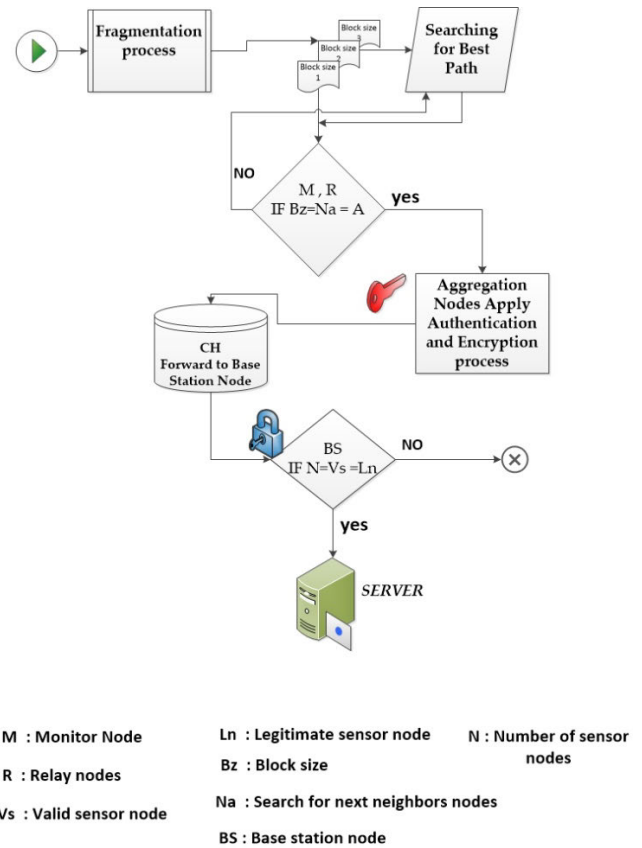 Fragmentation
process
Block size
3
Block size
2
Block size
1
Searching
for Best
Path
NO
M , R
IF Bz=Na = A
yes
Aggregation
Nodes Apply
Authentication
and Encryption
process
CH
Forward to Base
Station Node
BS
IF N=Vs =Ln
NO
yes
SERVER
M : Monitor Node
Ln : Legitimate sensor node
N : Number of sensor
nodes
R : Relay nodes
Bz : Block size
Vs : Valid sensor node
Na : Search for next neighbors nodes
BS : Base station node